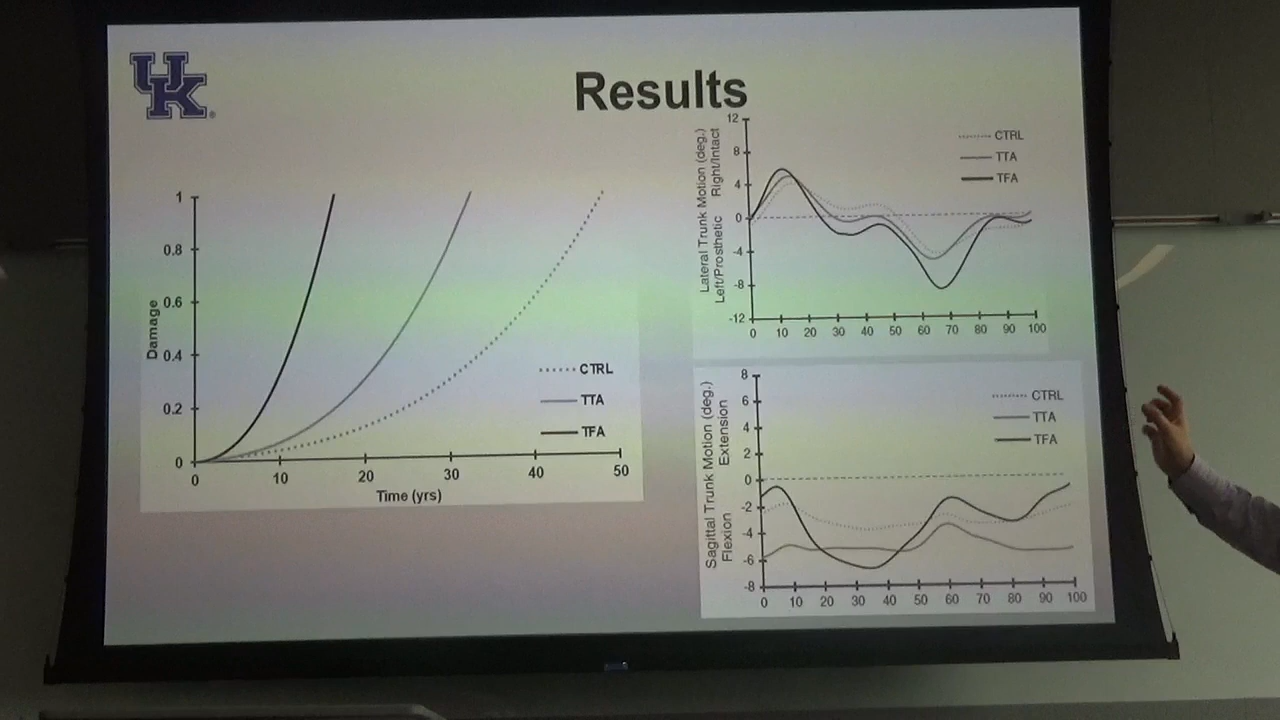 UK
Results
1
0.8
0.6
0.4
0.2
0
Damage
0 10 20 30 40 50
Time (yrs)
CTRL
TTA
TFA
12
8
4
0
-4
-8
-12
Lateral Trunk Motion (deg.)
Left/Prosthetic Right/Intact
0 10 20 30 40 50 60 70 80 90 100
CTRL
TTA
TFA
8
6
4
2
0
-2
-4
-6
-8
Sagittal Trunk Motion (deg.)
Flexion Extension
0 10 20 30 40 50 60 70 80 90 100
CTRL
TTA
TFA